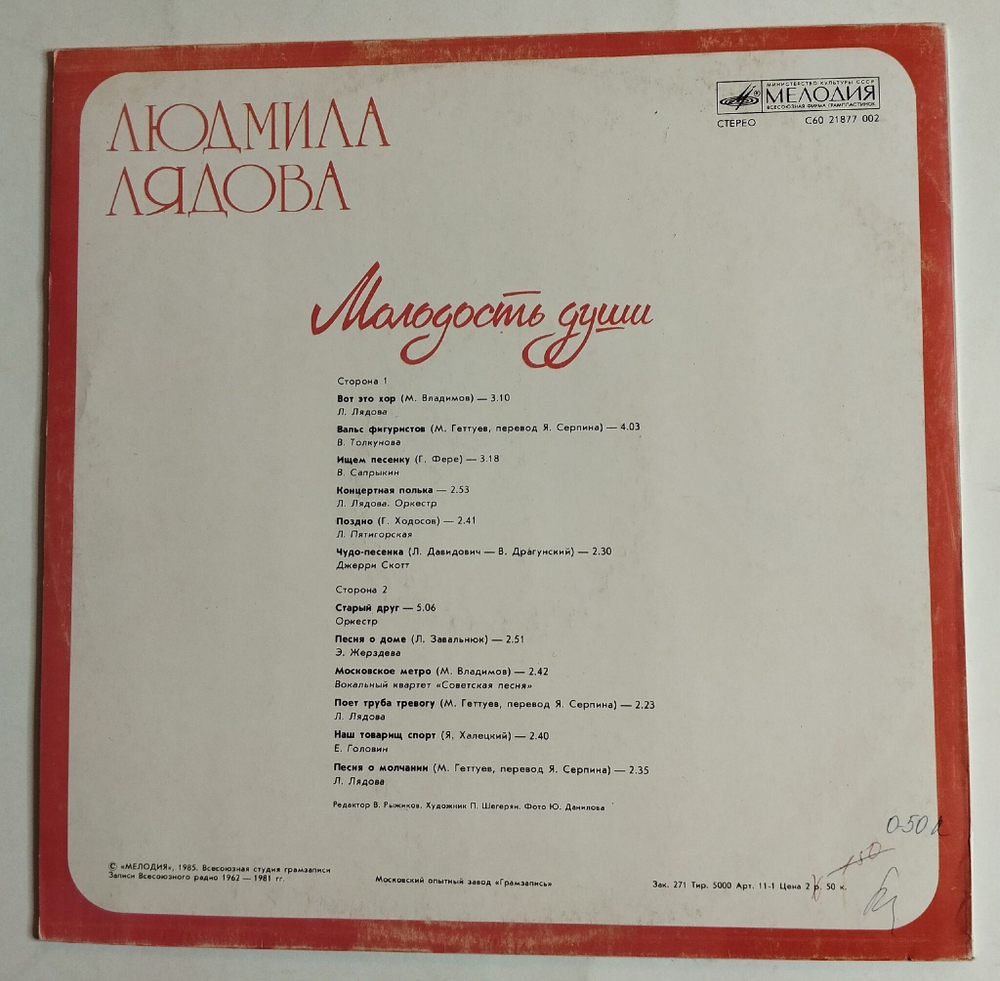 ЛЮДМИЛА
ЛЯДОВА
МИНИСТЕРСТВО КУЛЬТУРЫ СССР
МЕЛОДИЯ
ВСЕСОЮЗНАЯ ФИРМА ГРАМПЛАСТИНОК
СТЕРЕО С60 21877 002
Молодость души
Сторона 1
Вот это хор (М. Владимов) — 3.10
Л. Лядова
Вальс фигуристов (М. Геттуев, перевод Я. Серпина) — 4.03
В. Толкунова
Ищем песенку (Г. Фере) — 3.18
В. Сапрыкин
Концертная полька — 2.53
Л. Лядова. Оркестр
Поздно (Г. Ходосов) — 2.41
Л. Пятигорская
Чудо-песенка (Л. Давидович — В. Драгунский) — 2.30
Джерри Скотт
Сторона 2
Старый друг — 5.06
Оркестр
Песня о доме (Л. Завальнюк) — 2.51
Э. Жерздева
Московское метро (М. Владимов) — 2.42
Вокальный квартет «Советская песня»
Поет труба тревогу (М. Геттуев, перевод Я. Серпина) — 2.23
Л. Лядова
Наш товарищ спорт (Я. Халецкий) — 2.40
Е. Головин
Песня о молчании (М. Геттуев, перевод Я. Серпина) — 2.35
Л. Лядова
Редактор В. Рыжиков. Художник П. Шегерян. Фото Ю. Данилова
0-50 к
150
© «МЕЛОДИЯ», 1985. Всесоюзная студия грамзаписи
Записи Всесоюзного радио 1962 — 1981 гг.
Московский опытный завод «Грамзапись»
Зак. 271 Тир. 5000 Арт. 11-1 Цена 2 р. 50 к.